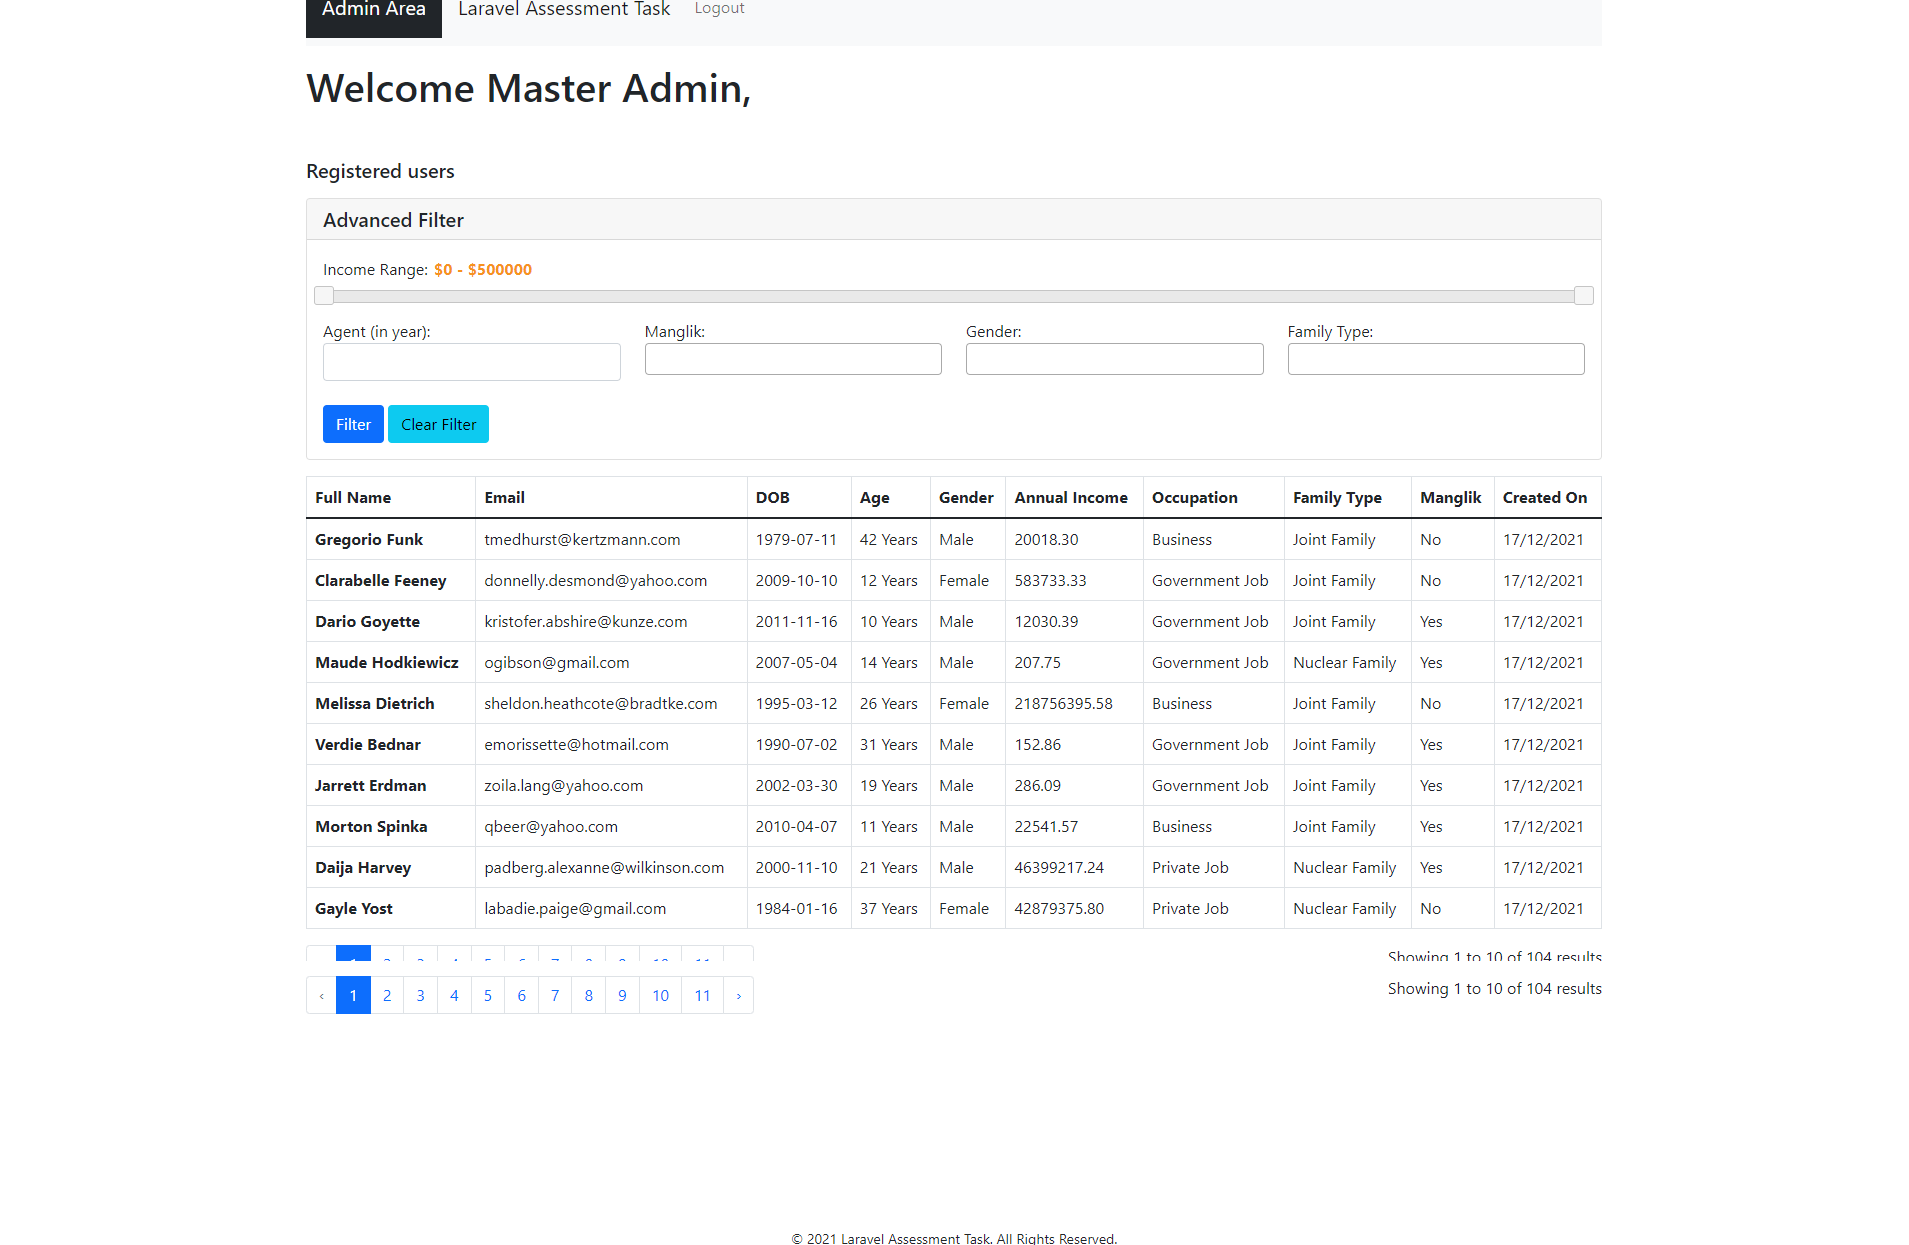 Admin Area Laravel Assessment Task Logout
Welcome Master Admin,
Registered users
Advanced Filter
Income Range: $0 - $500000
Agent (in year): Manglik: Gender: Family Type:
Filter Clear Filter
Full Name Email DOB Age Gender Annual Income Occupation Family Type Manglik Created On
Gregorio Funk tmedhurst@kertzmann.com 1979-07-11 42 Years Male 20018.30 Business Joint Family No 17/12/2021
Clarabelle Feeney donnelly.desmond@yahoo.com 2009-10-10 12 Years Female 583733.33 Government Job Joint Family No 17/12/2021
Dario Goyette kristofer.abshire@kunze.com 2011-11-16 10 Years Male 12030.39 Government Job Joint Family Yes 17/12/2021
Maude Hodkiewicz ogibson@gmail.com 2007-05-04 14 Years Male 207.75 Government Job Nuclear Family Yes 17/12/2021
Melissa Dietrich sheldon.heathcote@bradtke.com 1995-03-12 26 Years Female 218756395.58 Business Joint Family No 17/12/2021
Verdie Bednar emorissette@hotmail.com 1990-07-02 31 Years Male 152.86 Government Job Joint Family Yes 17/12/2021
Jarrett Erdman zoila.lang@yahoo.com 2002-03-30 19 Years Male 286.09 Government Job Joint Family Yes 17/12/2021
Morton Spinka qbeer@yahoo.com 2010-04-07 11 Years Male 22541.57 Business Joint Family Yes 17/12/2021
Daija Harvey padberg.alexanne@wilkinson.com 2000-11-10 21 Years Male 46399217.24 Private Job Nuclear Family Yes 17/12/2021
Gayle Yost labadie.paige@gmail.com 1984-01-16 37 Years Female 42879375.80 Private Job Nuclear Family No 17/12/2021
Showing 1 to 10 of 104 results
‹ 1 2 3 4 5 6 7 8 9 10 11 › Showing 1 to 10 of 104 results
© 2021 Laravel Assessment Task. All Rights Reserved.